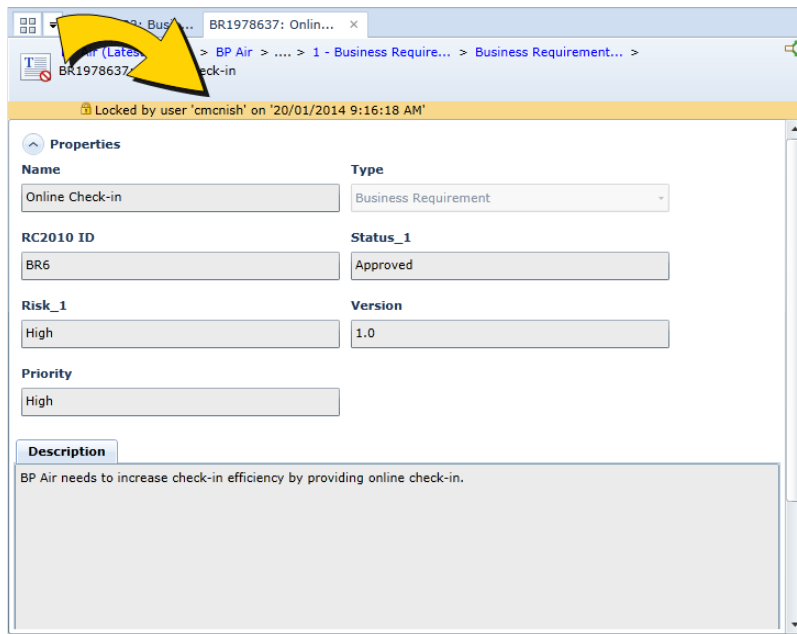 Busin... BR1978637: Onlin... ×
(Lates > BP Air > .... > 1 - Business Require... > Business Requirement... >
BR1978637: eck-in
Locked by user 'cmcnish' on '20/01/2014 9:16:18 AM'
Properties
Name Type
Online Check-in Business Requirement
RC2010 ID Status_1
BR6 Approved
Risk_1 Version
High 1.0
Priority
High
Description
BP Air needs to increase check-in efficiency by providing online check-in.